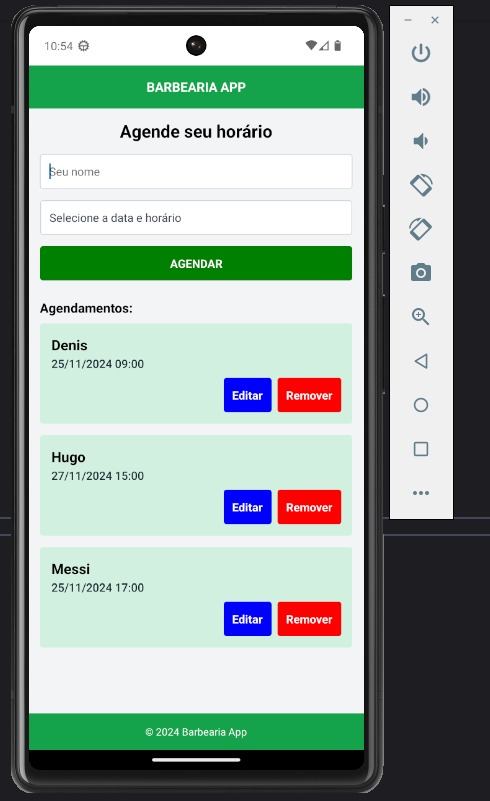 10:54
BARBEARIA APP
Agende seu horário
Seu nome
Selecione a data e horário
AGENDAR
Agendamentos:
Denis
25/11/2024 09:00
Editar Remover
Hugo
27/11/2024 15:00
Editar Remover
Messi
25/11/2024 17:00
Editar Remover
© 2024 Barbearia App